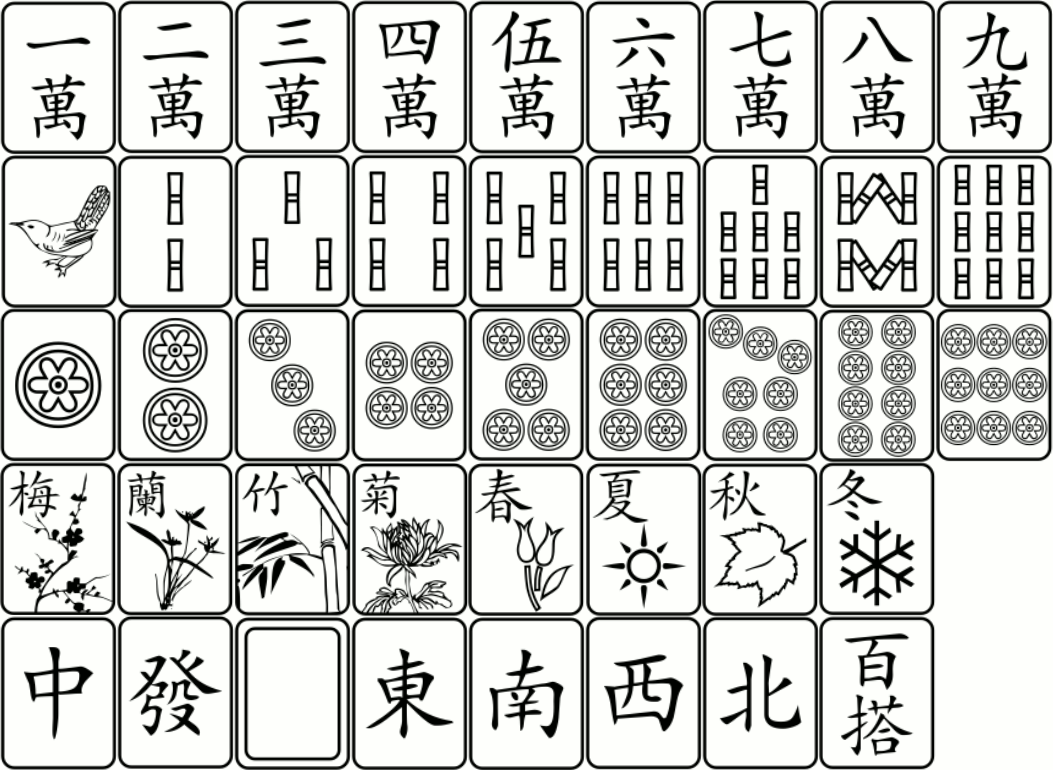 一萬 二萬 三萬 四萬 伍萬 六萬 七萬 八萬 九萬
梅 蘭 竹 菊 春 夏 秋 冬
中 發 東 南 西 北 百搭